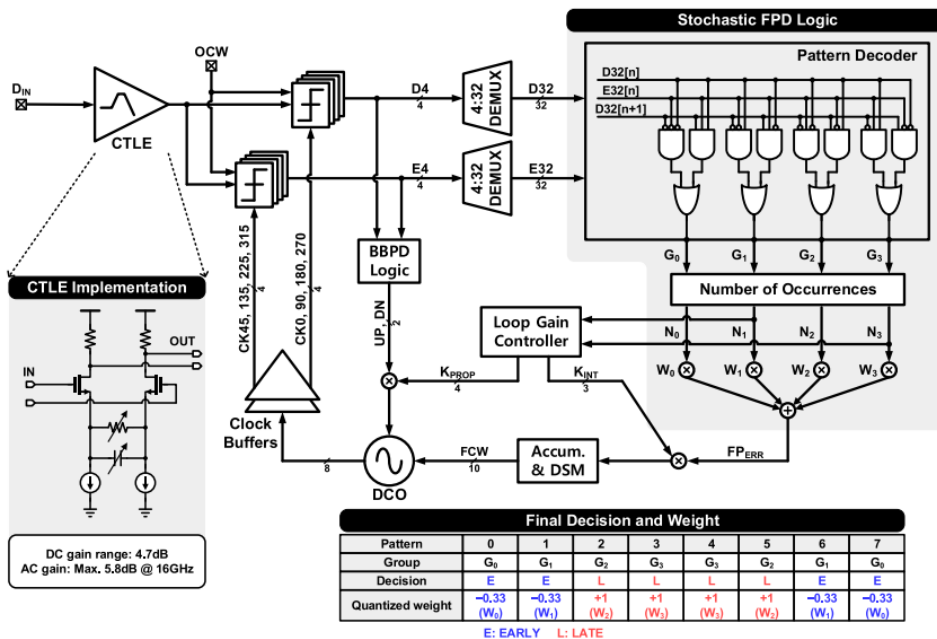 Stochastic FPD Logic
Pattern Decoder
OCW
D32[n]
E32[n]
D32[n+1]
D_IN
CTLE
D4
4
4:32
DEMUX
D32
32
E4
4
4:32
DEMUX
E32
32
CK45, 135, 225, 315
4
CK0, 90, 180, 270
4
BBPD
Logic
UP, DN
2
G₀ G₁ G₂ G₃
Number of Occurrences
N₀ N₁ N₂ N₃
W₀ W₁ W₂ W₃
Loop Gain
Controller
K_PROP
4
K_INT
3
Clock
Buffers
8
DCO
FCW
10
Accum.
& DSM
FP_ERR
CTLE Implementation
OUT
IN
DC gain range: 4.7dB
AC gain: Max. 5.8dB @ 16GHz
Final Decision and Weight
Pattern 0 1 2 3 4 5 6 7
Group G₀ G₁ G₂ G₃ G₃ G₂ G₁ G₀
Decision E E L L L L E E
Quantized weight −0.33 −0.33 +1 +1 +1 +1 −0.33 −0.33
(W₀) (W₁) (W₂) (W₃) (W₃) (W₂) (W₁) (W₀)
E: EARLY L: LATE